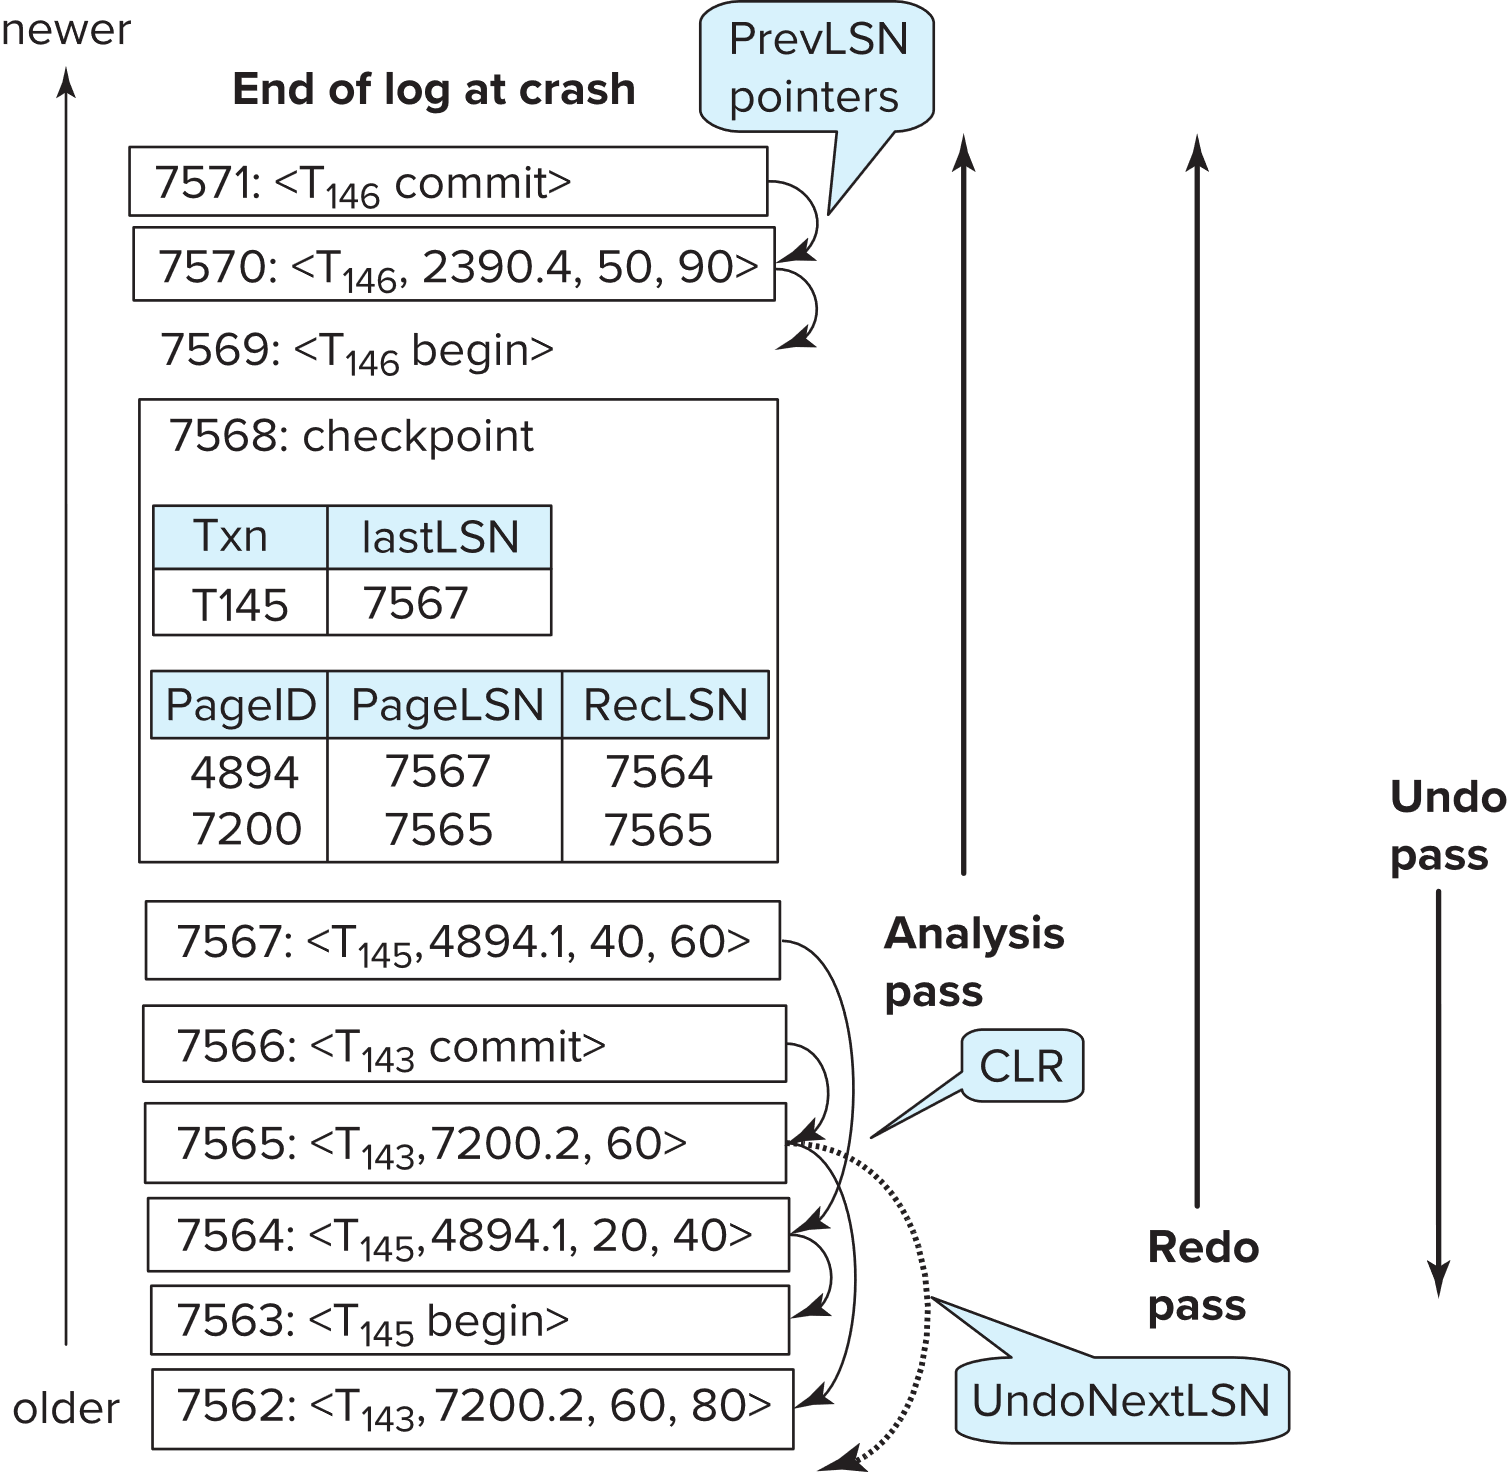 newer
PrevLSN
pointers
End of log at crash
7571: <T146 commit>
7570: <T146, 2390.4, 50, 90>
7569: <T146 begin>
7568: checkpoint
Txn lastLSN
T145 7567
PageID PageLSN RecLSN
4894 7567 7564
7200 7565 7565
Undo
pass
7567: <T145, 4894.1, 40, 60>
Analysis
pass
7566: <T143 commit>
CLR
7565: <T143, 7200.2, 60>
7564: <T145, 4894.1, 20, 40>
Redo
pass
7563: <T145 begin>
older
7562: <T143, 7200.2, 60, 80>
UndoNextLSN